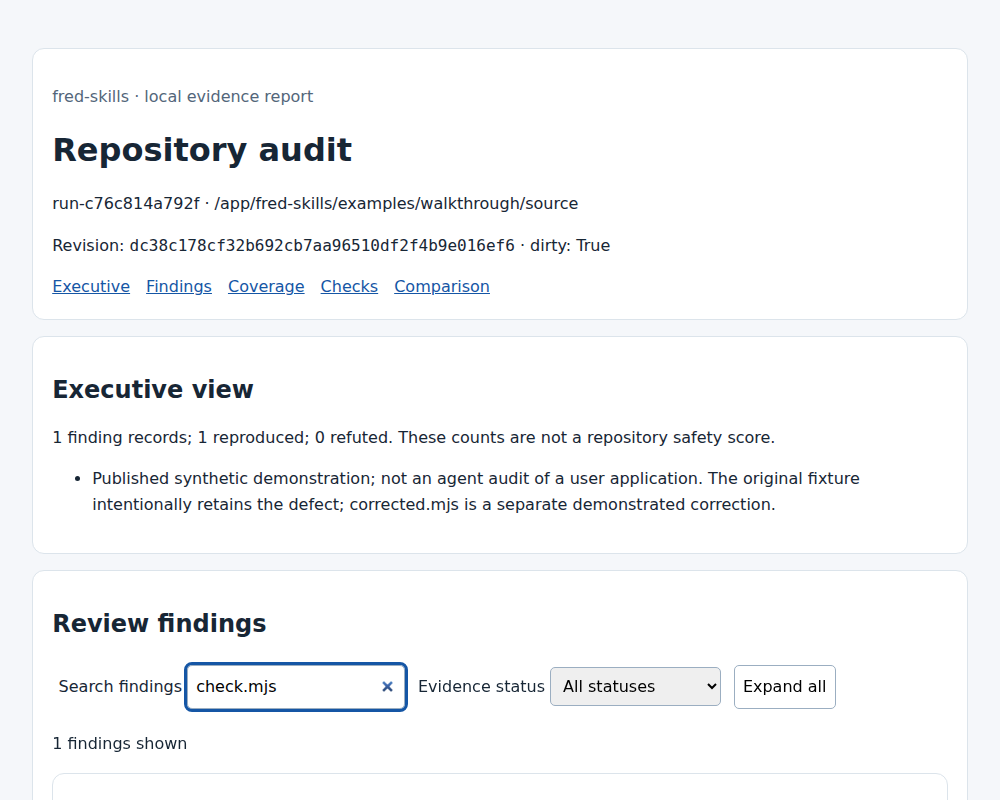 fred-skills · local evidence report
Repository audit
run-c76c814a792f · /app/fred-skills/examples/walkthrough/source
Revision: dc38c178cf32b692cb7aa96510df2f4b9e016ef6 · dirty: True
Executive Findings Coverage Checks Comparison
Executive view
1 finding records; 1 reproduced; 0 refuted. These counts are not a repository safety score.
• Published synthetic demonstration; not an agent audit of a user application. The original fixture
intentionally retains the defect; corrected.mjs is a separate demonstrated correction.
Review findings
Search findings check.mjs Evidence status All statuses Expand all
1 findings shown